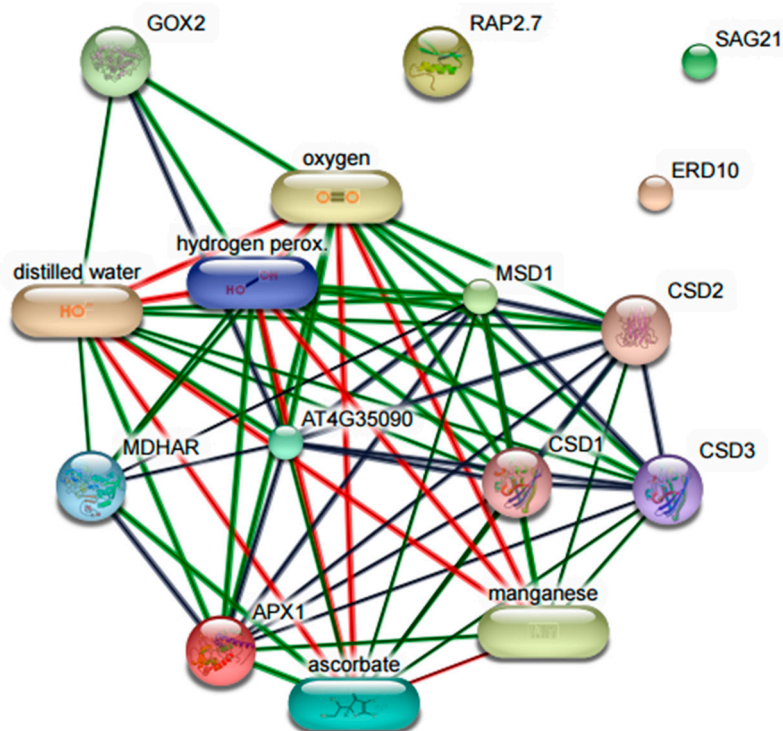 GOX2
RAP2.7
SAG21
oxygen
ERD10
hydrogen perox.
distilled water
MSD1
CSD2
HO
AT4G35090
MDHAR
CSD1
CSD3
manganese
APX1
ascorbate